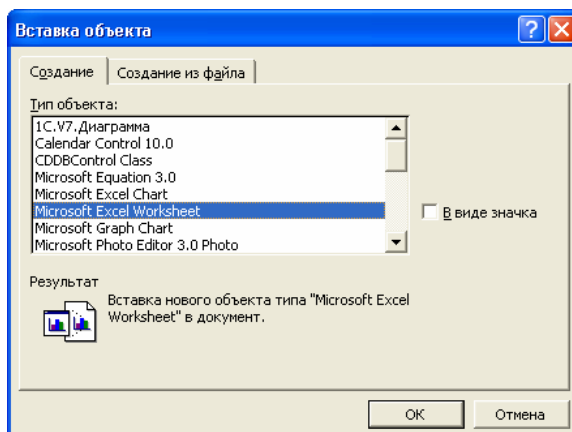 Вставка объекта
Создание
Создание из файла
Тип объекта:
1C.V7.Диаграмма
Calendar Control 10.0
CDDBControl Class
Microsoft Equation 3.0
Microsoft Excel Chart
Microsoft Excel Worksheet
Microsoft Graph Chart
Microsoft Photo Editor 3.0 Photo
В виде значка
Результат
Вставка нового объекта типа "Microsoft Excel
Worksheet" в документ.
ОК
Отмена